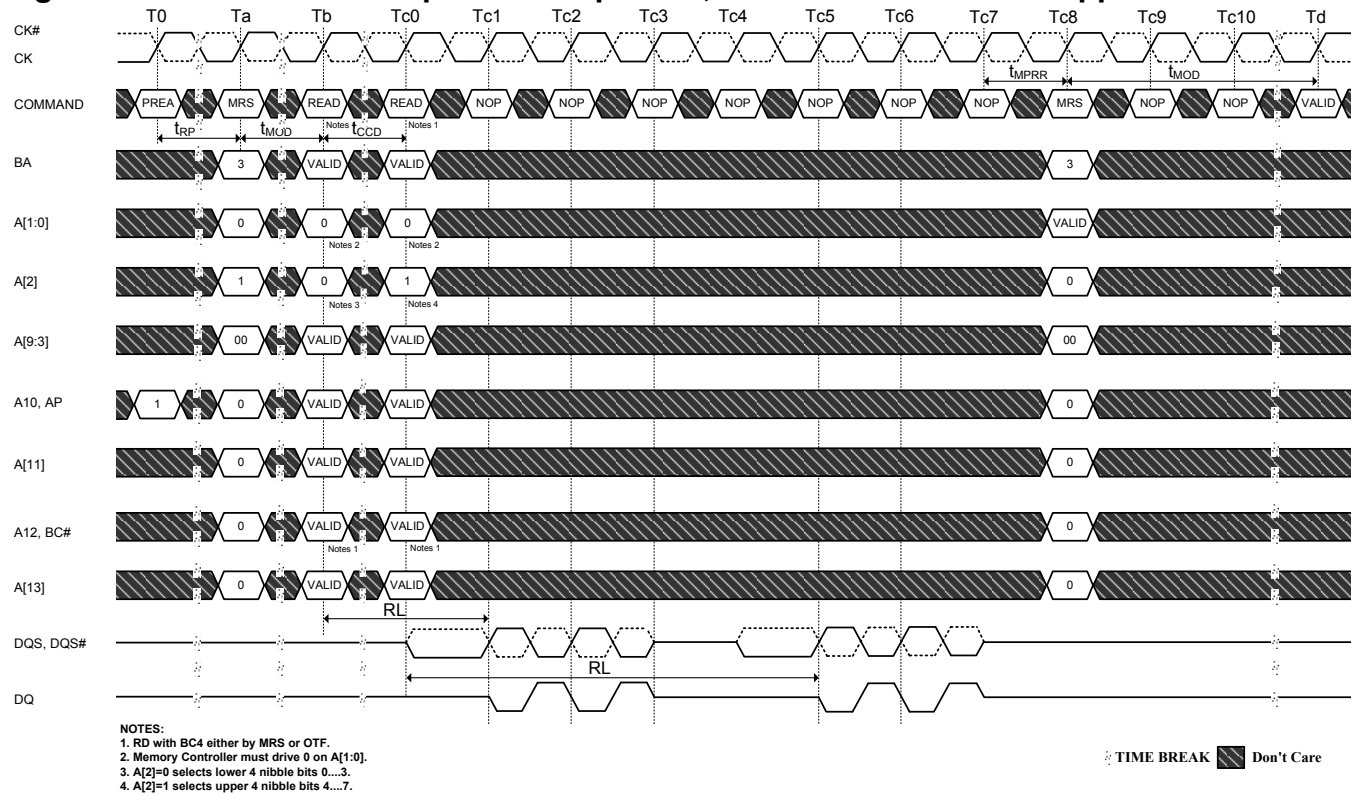 T0 Ta Tb Tc0 Tc1 Tc2 Tc3 Tc4 Tc5 Tc6 Tc7 Tc8 Tc9 Tc10 Td
CK#
CK
tMPRR tMOD
COMMAND PREA MRS READ READ NOP NOP NOP NOP NOP NOP NOP MRS NOP NOP VALID
Notes 1 Notes 1
tRP tMOD tCCD
BA 3 VALID VALID 3
A[1:0] 0 0 0 VALID
Notes 2 Notes 2
A[2] 1 0 1 0
Notes 3 Notes 4
A[9:3] 00 VALID VALID 00
A10, AP 1 0 VALID VALID 0
A[11] 0 VALID VALID 0
A12, BC# 0 VALID VALID 0
Notes 1 Notes 1
A[13] 0 VALID VALID 0
RL
DQS, DQS#
RL
DQ
NOTES:
1. RD with BC4 either by MRS or OTF.
2. Memory Controller must drive 0 on A[1:0].
3. A[2]=0 selects lower 4 nibble bits 0....3.
4. A[2]=1 selects upper 4 nibble bits 4....7.
TIME BREAK Don't Care